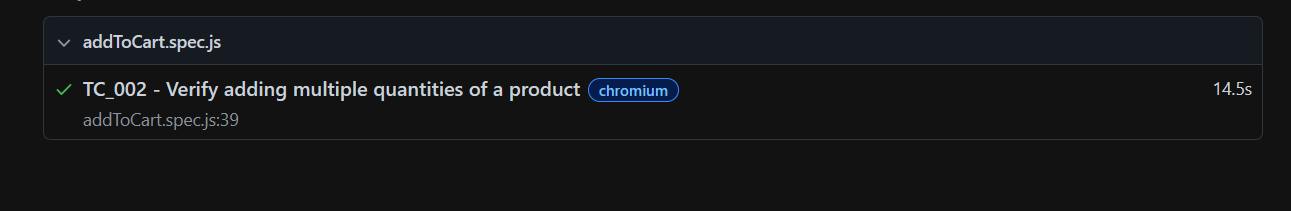 addToCart.spec.js
TC_002 - Verify adding multiple quantities of a product chromium 14.5s
addToCart.spec.js:39